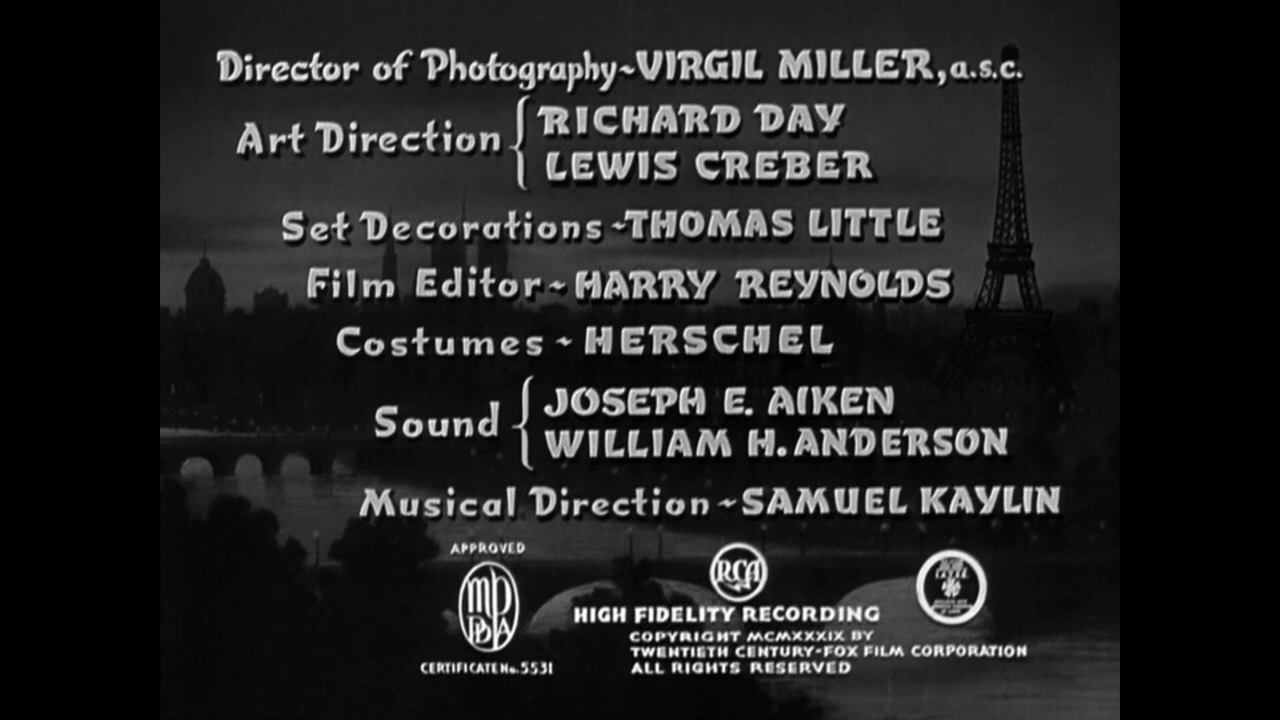 Director of Photography~VIRGIL MILLER, a.s.c.
Art Direction { RICHARD DAY
LEWIS CREBER
Set Decorations ~THOMAS LITTLE
Film Editor~ HARRY REYNOLDS
Costumes ~ HERSCHEL
Sound { JOSEPH E. AIKEN
WILLIAM H. ANDERSON
Musical Direction ~SAMUEL KAYLIN
APPROVED
MPPDA
CERTIFICATE No. 5531
RCA
HIGH FIDELITY RECORDING
COPYRIGHT MCMXXXIX BY
TWENTIETH CENTURY-FOX FILM CORPORATION
ALL RIGHTS RESERVED